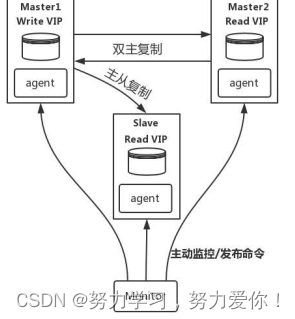 Master1
Write VIP
agent
Master2
Read VIP
agent
双主复制
主从复制
Slave
Read VIP
agent
主动监控/发布命令
Monitor
CSDN @努力学习，努力爱你！